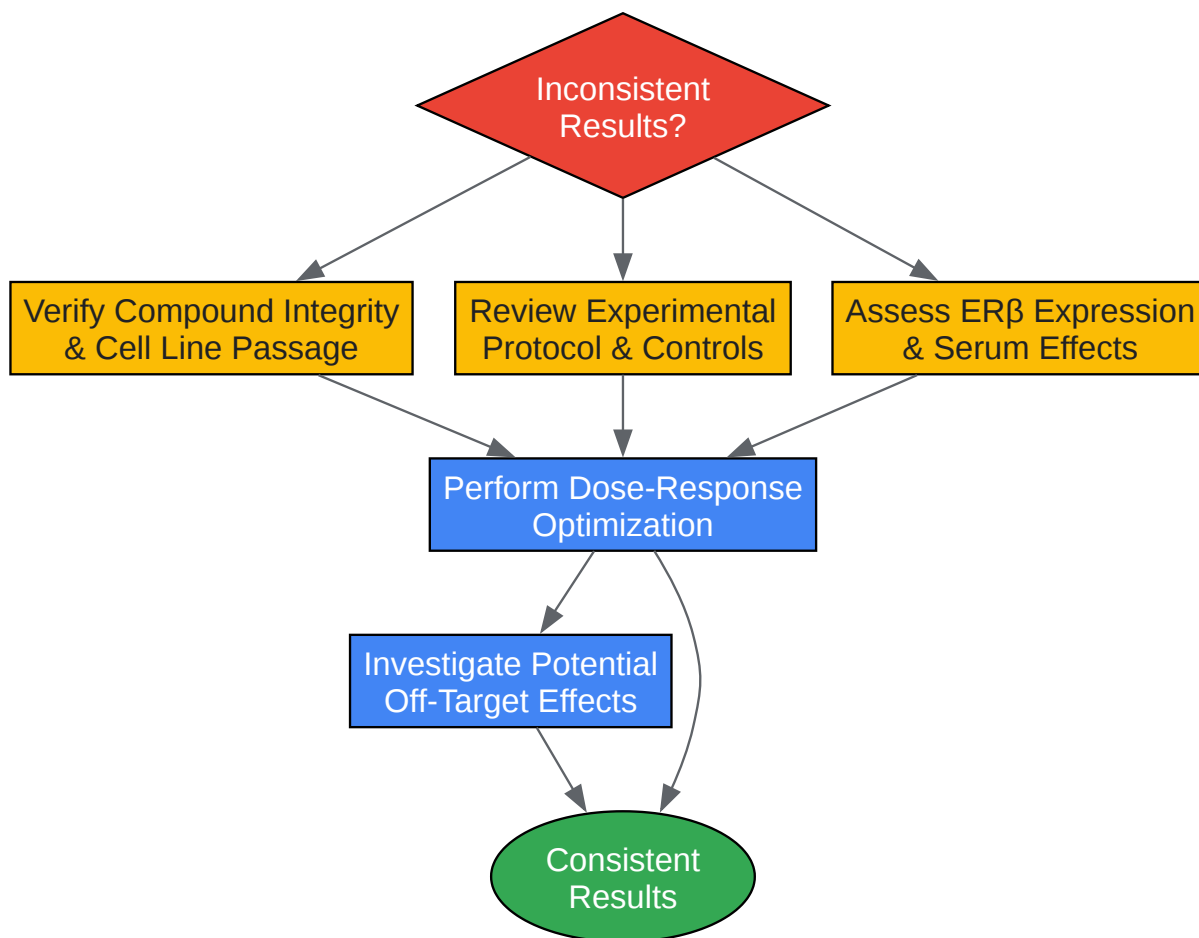 Inconsistent
Results?
Verify Compound Integrity
& Cell Line Passage
Review Experimental
Protocol & Controls
Assess ERβ Expression
& Serum Effects
Perform Dose-Response
Optimization
Investigate Potential
Off-Target Effects
Consistent
Results